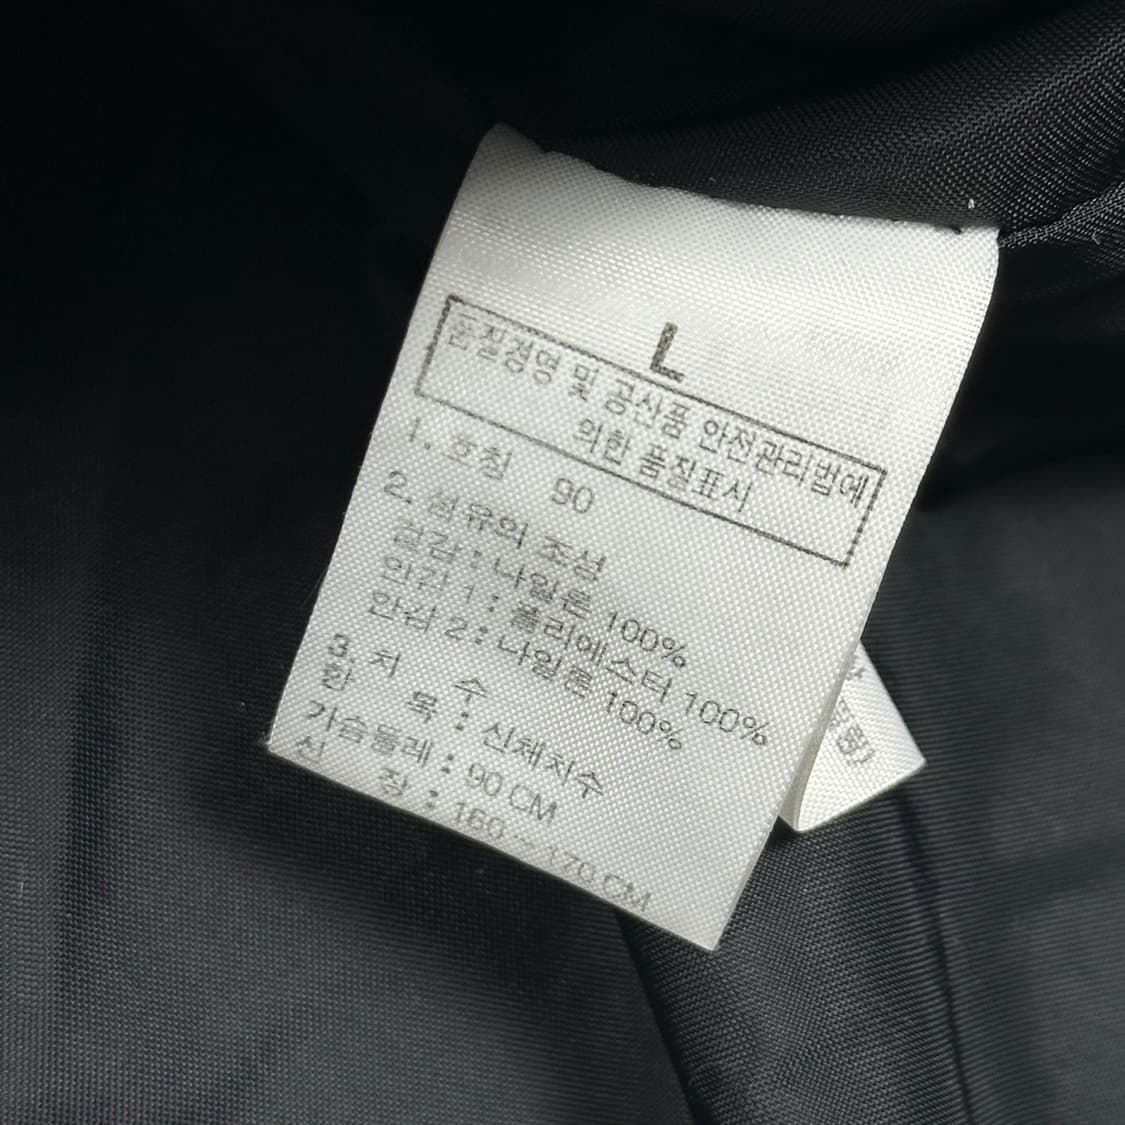 L
품질경영 및 공산품 안전관리법에
의한 품질표시
1. 호칭 90
2. 섬유의 조성
겉감 : 나일론 100%
안감 1 : 폴리에스터 100%
안감 2 : 나일론 100%
3. 치 수
항 목 : 신체치수
가슴둘레 : 90 CM
신 장 : 160 ~ 170 CM